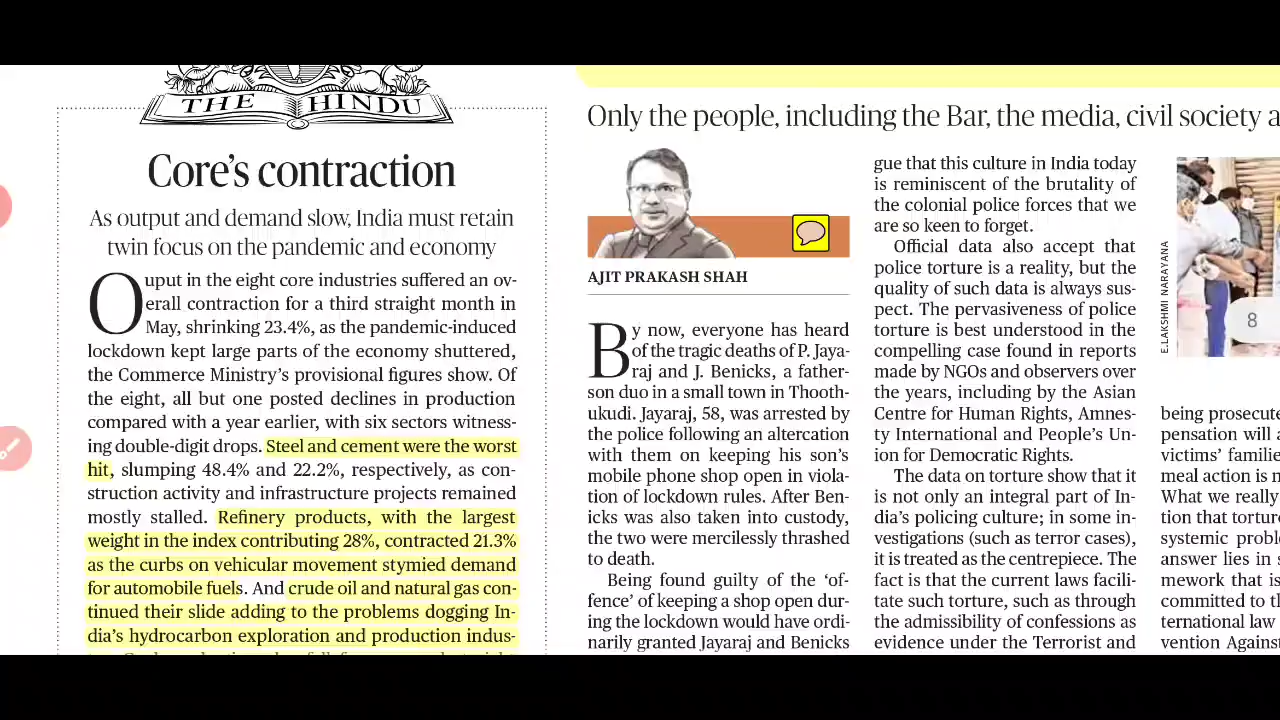 THE HINDU
Core's contraction
As output and demand slow, India must retain
twin focus on the pandemic and economy
Ouput in the eight core industries suffered an ov-
erall contraction for a third straight month in
May, shrinking 23.4%, as the pandemic-induced
lockdown kept large parts of the economy shuttered,
the Commerce Ministry's provisional figures show. Of
the eight, all but one posted declines in production
compared with a year earlier, with six sectors witness-
ing double-digit drops. Steel and cement were the worst
hit, slumping 48.4% and 22.2%, respectively, as con-
struction activity and infrastructure projects remained
mostly stalled. Refinery products, with the largest
weight in the index contributing 28%, contracted 21.3%
as the curbs on vehicular movement stymied demand
for automobile fuels. And crude oil and natural gas con-
tinued their slide adding to the problems dogging In-
dia's hydrocarbon exploration and production indus-
Only the people, including the Bar, the media, civil society a
AJIT PRAKASH SHAH
By now, everyone has heard
of the tragic deaths of P. Jaya-
raj and J. Benicks, a father-
son duo in a small town in Thooth-
ukudi. Jayaraj, 58, was arrested by
the police following an altercation
with them on keeping his son's
mobile phone shop open in viola-
tion of lockdown rules. After Ben-
icks was also taken into custody,
the two were mercilessly thrashed
to death.
Being found guilty of the 'of-
fence' of keeping a shop open dur-
ing the lockdown would have ordi-
narily granted Jayaraj and Benicks
gue that this culture in India today
is reminiscent of the brutality of
the colonial police forces that we
are so keen to forget.
Official data also accept that
police torture is a reality, but the
quality of such data is always sus-
pect. The pervasiveness of police
torture is best understood in the
compelling case found in reports
made by NGOs and observers over
the years, including by the Asian
Centre for Human Rights, Amnes-
ty International and People's Un-
ion for Democratic Rights.
The data on torture show that it
is not only an integral part of In-
dia's policing culture; in some in-
vestigations (such as terror cases),
it is treated as the centrepiece. The
fact is that the current laws facili-
tate such torture, such as through
the admissibility of confessions as
evidence under the Terrorist and
E.LAKSHMI NARAYANA
8
being prosecut
pensation will a
victims' familie
meal action is n
What we really
tion that tortur
systemic probl
answer lies in s
mework that is
committed to t
ternational law
vention Agains